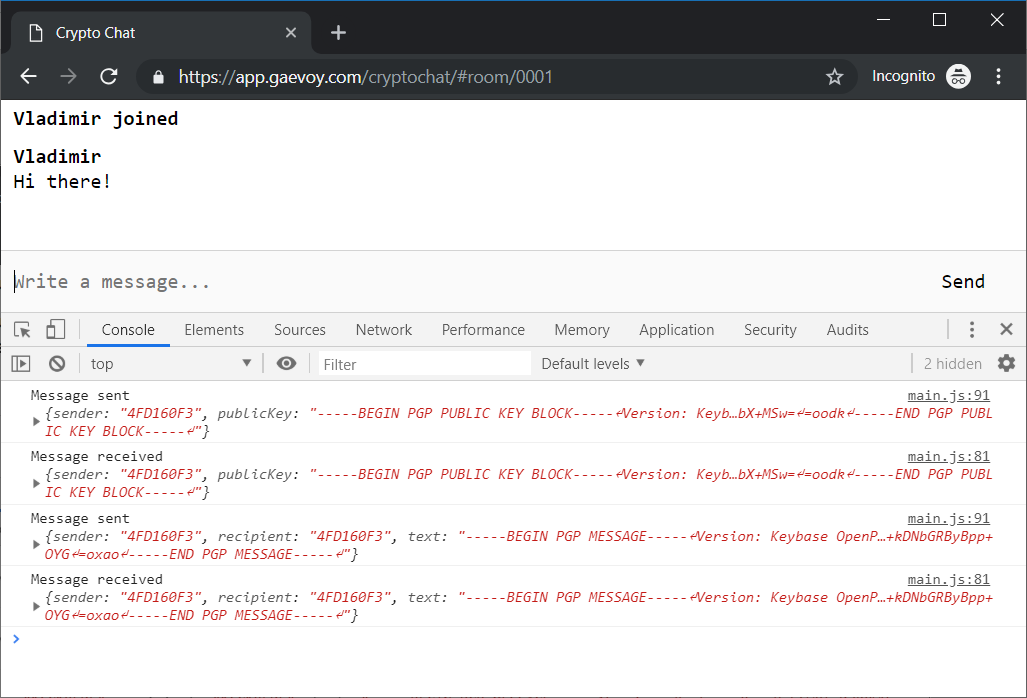 Crypto Chat
https://app.gaevoy.com/cryptochat/#room/0001
Incognito
Vladimir joined
Vladimir
Hi there!
Write a message...
Send
Console Elements Sources Network Performance Memory Application Security Audits
top Filter Default levels 2 hidden
Message sent main.js:91
{sender: "4FD160F3", publicKey: "-----BEGIN PGP PUBLIC KEY BLOCK-----↵Version: Keyb…bX+MSw=↵=oodk↵-----END PGP PUBL
IC KEY BLOCK-----↵"}
Message received main.js:81
{sender: "4FD160F3", publicKey: "-----BEGIN PGP PUBLIC KEY BLOCK-----↵Version: Keyb…bX+MSw=↵=oodk↵-----END PGP PUBL
IC KEY BLOCK-----↵"}
Message sent main.js:91
{sender: "4FD160F3", recipient: "4FD160F3", text: "-----BEGIN PGP MESSAGE-----↵Version: Keybase OpenP…+kDNbGRByBpp+
OYG↵=oxao↵-----END PGP MESSAGE-----↵"}
Message received main.js:81
{sender: "4FD160F3", recipient: "4FD160F3", text: "-----BEGIN PGP MESSAGE-----↵Version: Keybase OpenP…+kDNbGRByBpp+
OYG↵=oxao↵-----END PGP MESSAGE-----↵"}